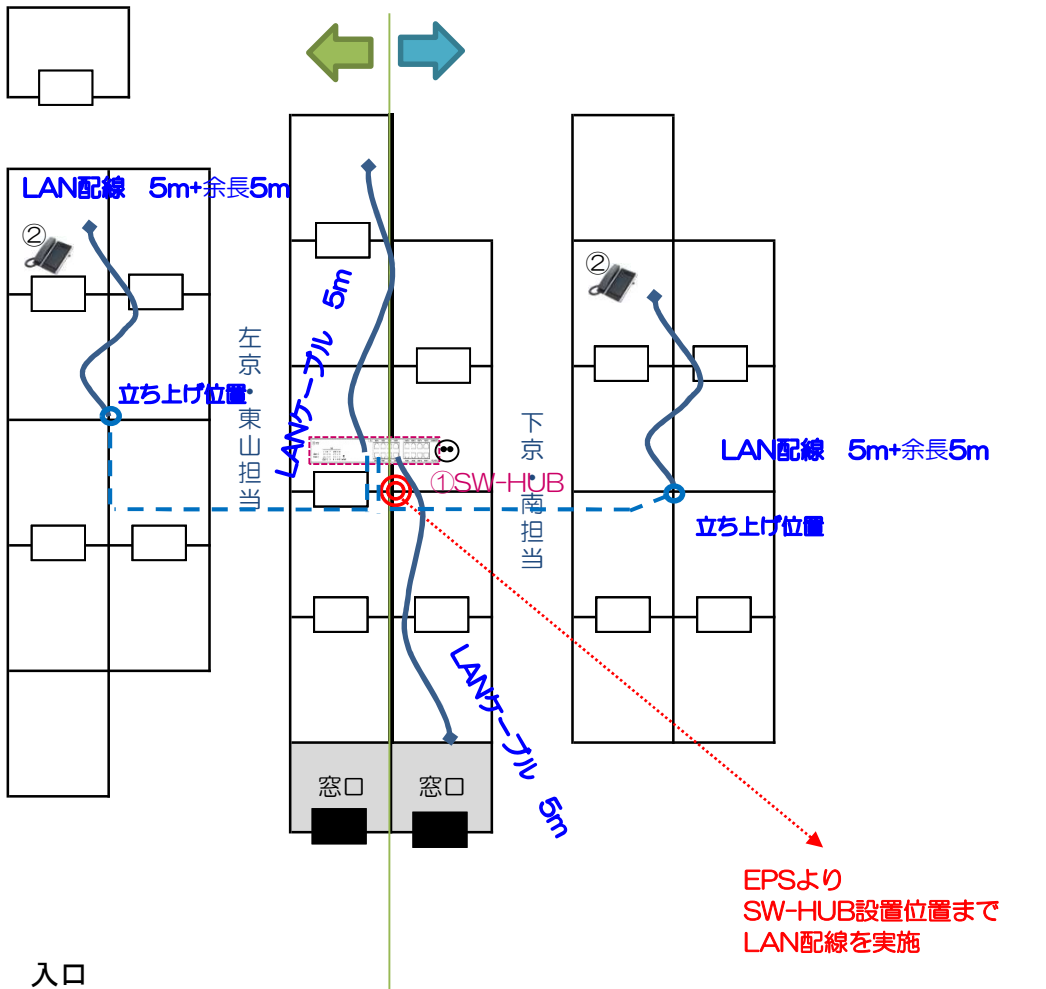 LAN配線　5m+余長5m
②
立ち上げ位置
左京・東山担当
LANケーブル　5m
①SW-HUB
下京・南担当
②
LAN配線　5m+余長5m
立ち上げ位置
LANケーブル　5m
窓口
窓口
EPSより
SW-HUB設置位置まで
LAN配線を実施
入口